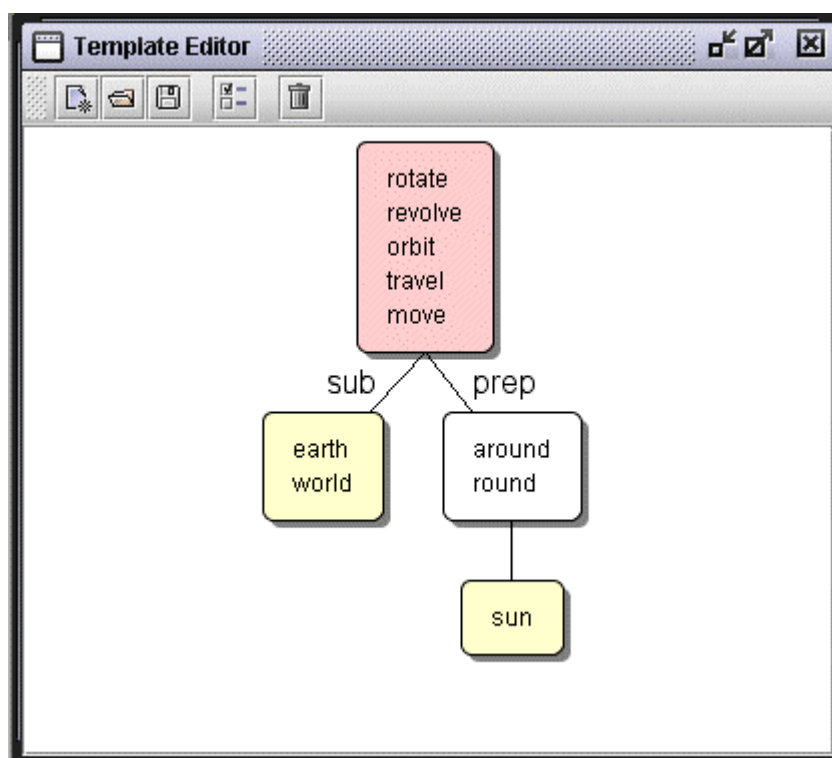 Template Editor
rotate
revolve
orbit
travel
move
sub prep
earth around
world round
sun